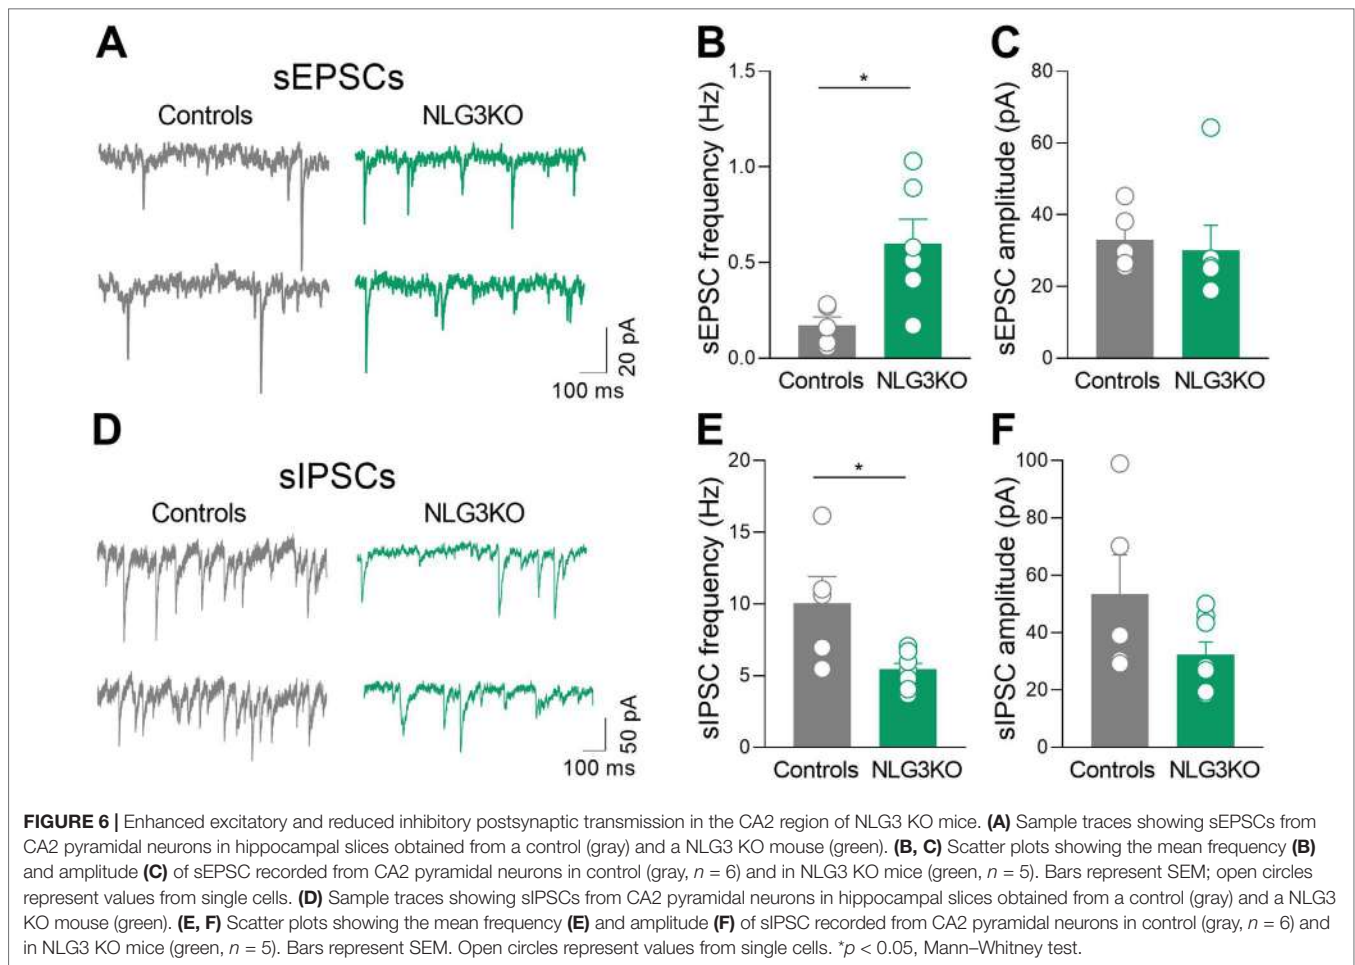 A
sEPSCs
Controls
NLG3KO
20 pA
100 ms
B
sEPSC frequency (Hz)
1.5
1.0
0.5
0.0
*
Controls
NLG3KO
C
sEPSC amplitude (pA)
80
60
40
20
0
Controls
NLG3KO
D
sIPSCs
Controls
NLG3KO
50 pA
100 ms
E
sIPSC frequency (Hz)
20
15
10
5
0
*
Controls
NLG3KO
F
sIPSC amplitude (pA)
100
80
60
40
20
0
Controls
NLG3KO
FIGURE 6 | Enhanced excitatory and reduced inhibitory postsynaptic transmission in the CA2 region of NLG3 KO mice. (A) Sample traces showing sEPSCs from
CA2 pyramidal neurons in hippocampal slices obtained from a control (gray) and a NLG3 KO mouse (green). (B, C) Scatter plots showing the mean frequency (B)
and amplitude (C) of sEPSC recorded from CA2 pyramidal neurons in control (gray, n = 6) and in NLG3 KO mice (green, n = 5). Bars represent SEM; open circles
represent values from single cells. (D) Sample traces showing sIPSCs from CA2 pyramidal neurons in hippocampal slices obtained from a control (gray) and a NLG3
KO mouse (green). (E, F) Scatter plots showing the mean frequency (E) and amplitude (F) of sIPSC recorded from CA2 pyramidal neurons in control (gray, n = 6) and
in NLG3 KO mice (green, n = 5). Bars represent SEM. Open circles represent values from single cells. *p < 0.05, Mann–Whitney test.